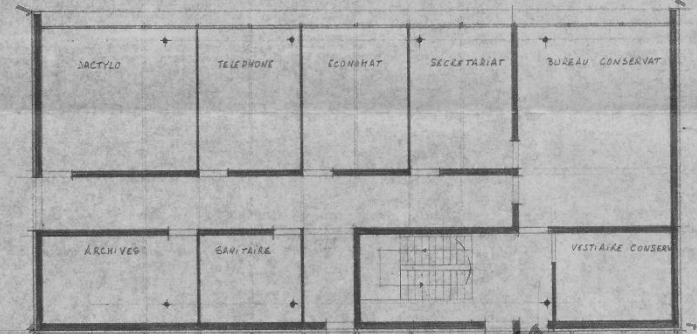 DACTYLO
TELEPHONE
ECONOMAT
SECRETARIAT
BUREAU CONSERVAT
ARCHIVES
SANITAIRE
VESTIAIRE CONSERV